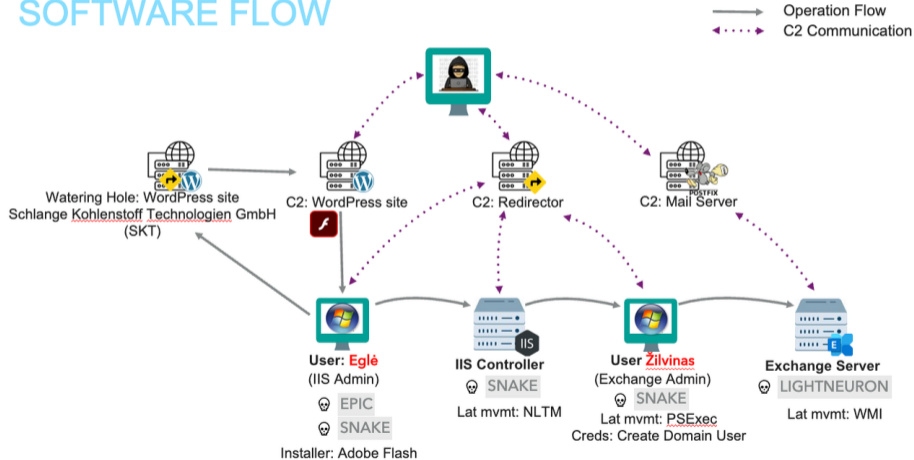 SOFTWARE FLOW
Operation Flow
C2 Communication
Watering Hole: WordPress site
Schlange Kohlenstoff Technologien GmbH
(SKT)
C2: WordPress site
C2: Redirector
POSTFIX
C2: Mail Server
User: Eglė
(IIS Admin)
EPIC
SNAKE
Installer: Adobe Flash
IIS
IIS Controller
SNAKE
Lat mvmt: NLTM
User Žilvinas
(Exchange Admin)
SNAKE
Lat mvmt: PSExec
Creds: Create Domain User
E
Exchange Server
LIGHTNEURON
Lat mvmt: WMI